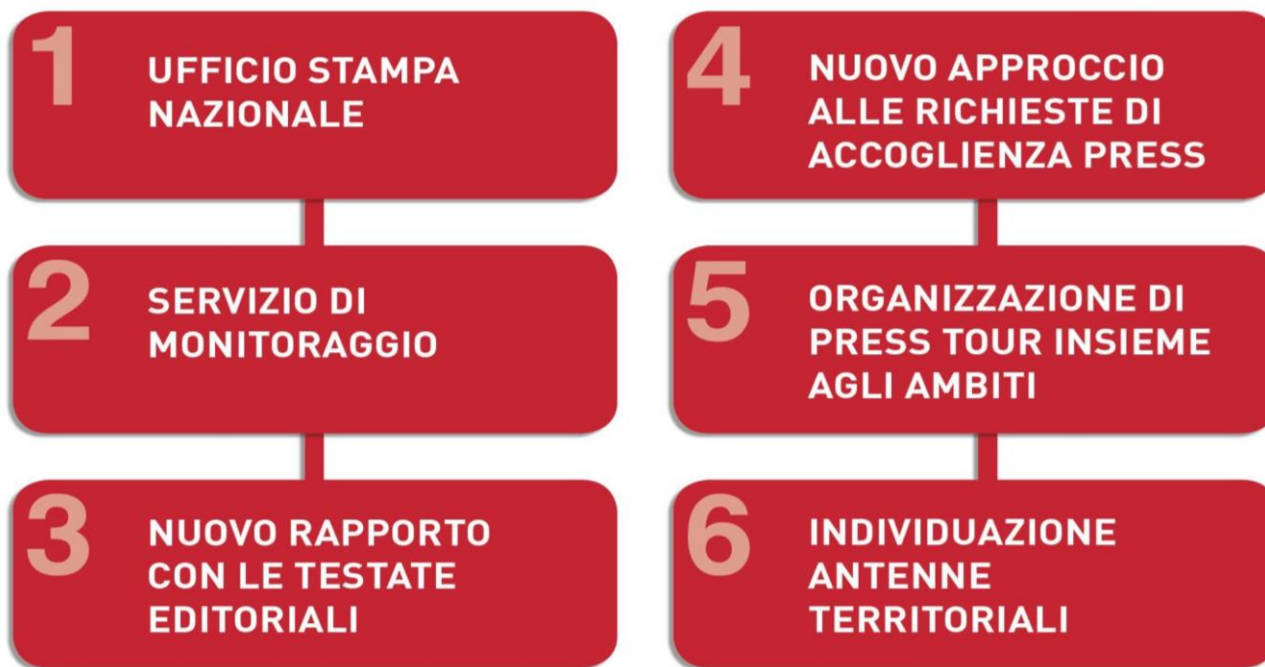 1
UFFICIO STAMPA
NAZIONALE
2
SERVIZIO DI
MONITORAGGIO
3
NUOVO RAPPORTO
CON LE TESTATE
EDITORIALI
4
NUOVO APPROCCIO
ALLE RICHIESTE DI
ACCOGLIENZA PRESS
5
ORGANIZZAZIONE DI
PRESS TOUR INSIEME
AGLI AMBITI
6
INDIVIDUAZIONE
ANTENNE
TERRITORIALI